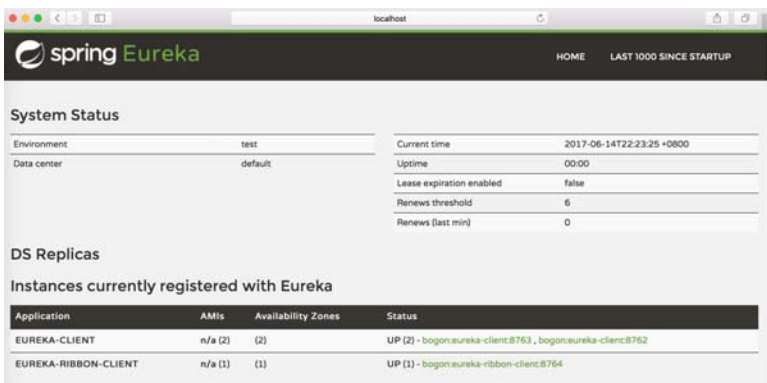 localhost
spring Eureka
HOME LAST 1000 SINCE STARTUP
System Status
Environment test
Data center default
Current time 2017-06-14T22:23:25 +0800
Uptime 00:00
Lease expiration enabled false
Renews threshold 6
Renews (last min) 0
DS Replicas
Instances currently registered with Eureka
Application AMIs Availability Zones Status
EUREKA-CLIENT n/a (2) (2) UP (2) - bogon:eureka-client:8763 , bogon:eureka-client:8762
EUREKA-RIBBON-CLIENT n/a (1) (1) UP (1) - bogon:eureka-ribbon-client:8764